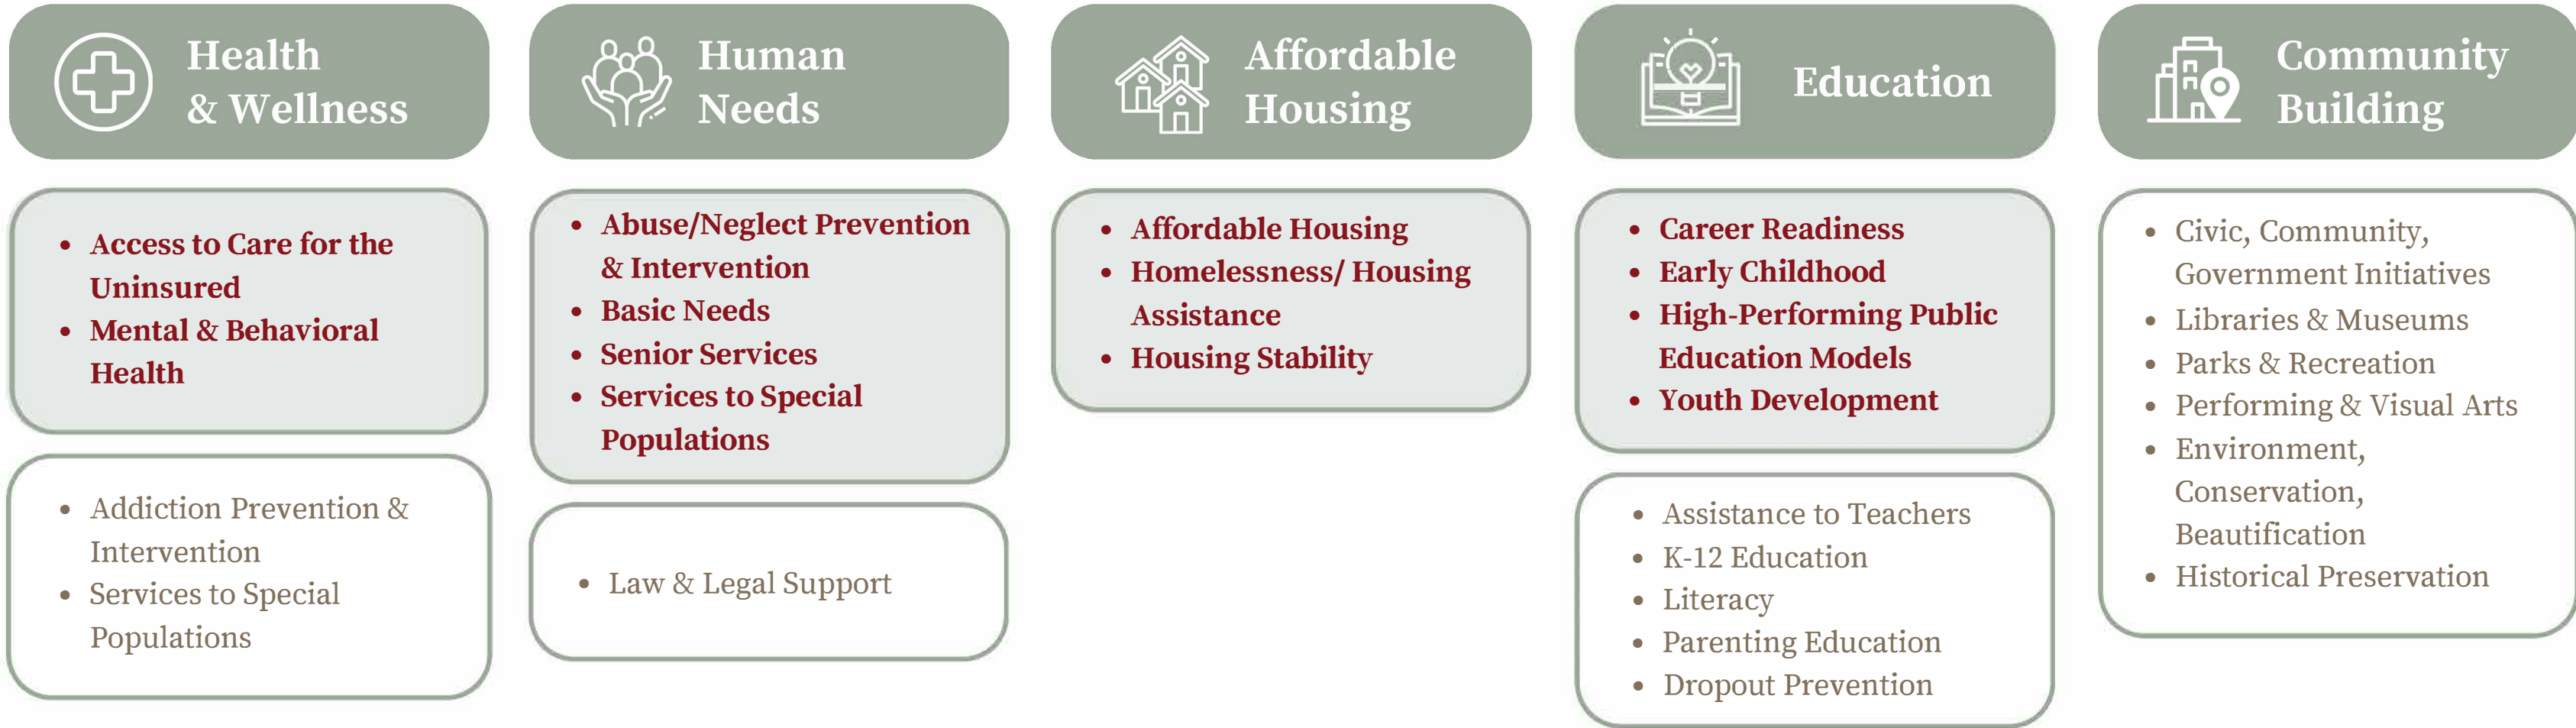 Health
& Wellness
• Access to Care for the
Uninsured
• Mental & Behavioral
Health
• Addiction Prevention &
Intervention
• Services to Special
Populations
Human
Needs
• Abuse/Neglect Prevention
& Intervention
• Basic Needs
• Senior Services
• Services to Special
Populations
• Law & Legal Support
Affordable
Housing
• Affordable Housing
• Homelessness/ Housing
Assistance
• Housing Stability
Education
• Career Readiness
• Early Childhood
• High-Performing Public
Education Models
• Youth Development
• Assistance to Teachers
• K-12 Education
• Literacy
• Parenting Education
• Dropout Prevention
Community
Building
• Civic, Community,
Government Initiatives
• Libraries & Museums
• Parks & Recreation
• Performing & Visual Arts
• Environment,
Conservation,
Beautification
• Historical Preservation